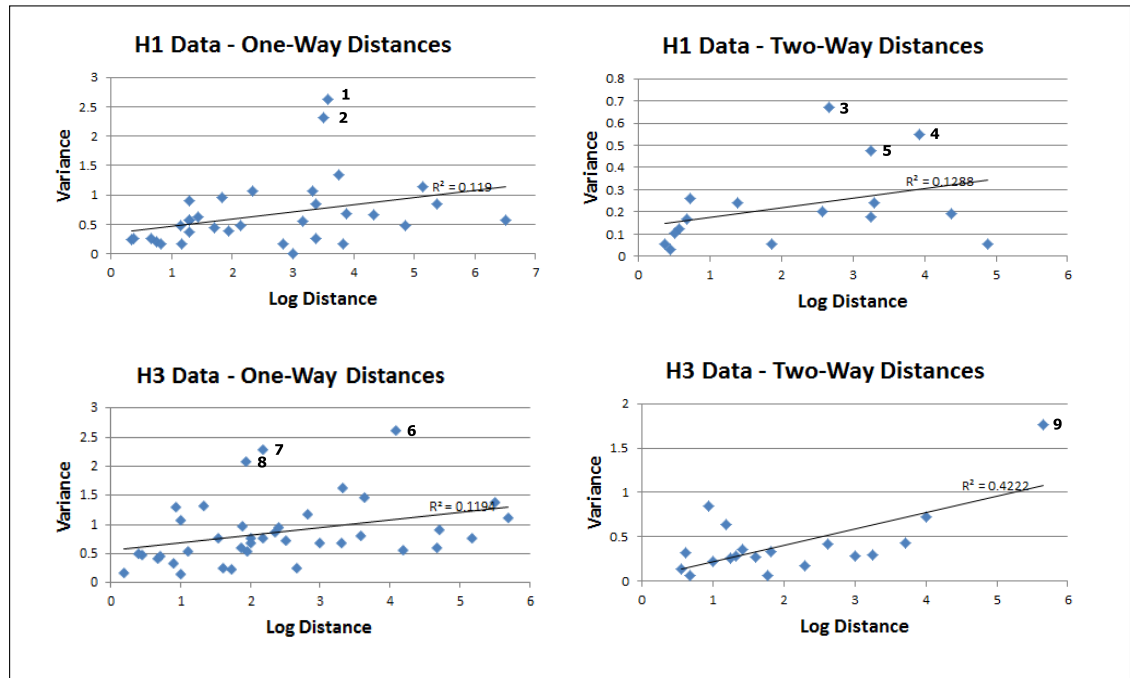 H1 Data - One-Way Distances
3
2.5
2
1.5
1
0.5
0
Variance
1
2
R² = 0.119
0 1 2 3 4 5 6 7
Log Distance
H1 Data - Two-Way Distances
0.8
0.7
0.6
0.5
0.4
0.3
0.2
0.1
0
Variance
3
4
5
R² = 0.1288
0 1 2 3 4 5 6
Log Distance
H3 Data - One-Way Distances
3
2.5
2
1.5
1
0.5
0
Variance
6
7
8
R² = 0.1194
0 1 2 3 4 5 6
Log Distance
H3 Data - Two-Way Distances
2
1.5
1
0.5
0
Variance
9
R² = 0.4222
0 1 2 3 4 5 6
Log Distance